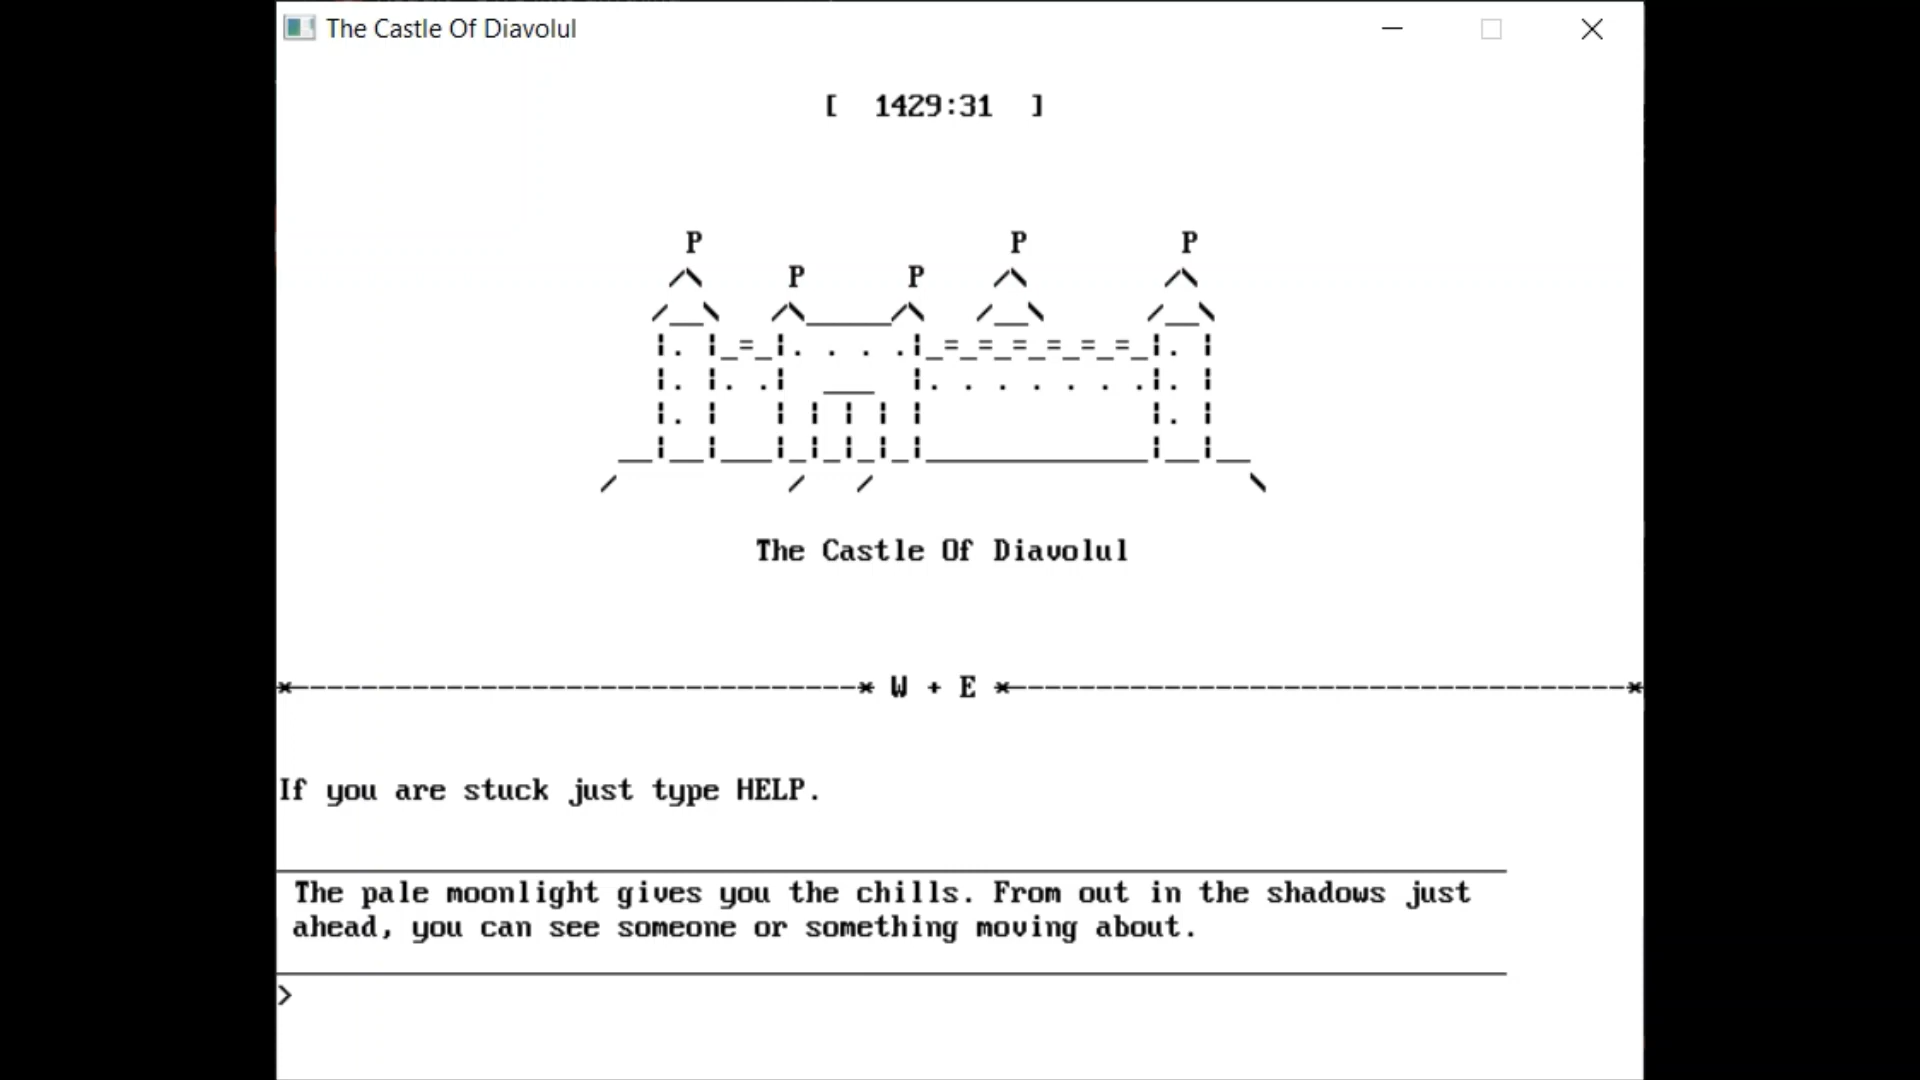 The Castle Of Diavolul
[ 1429:31 ]
P P P
P P
The Castle Of Diavolul
*----------------------------------* W + E *-------------------------------------*
If you are stuck just type HELP.
The pale moonlight gives you the chills. From out in the shadows just
ahead, you can see someone or something moving about.
>